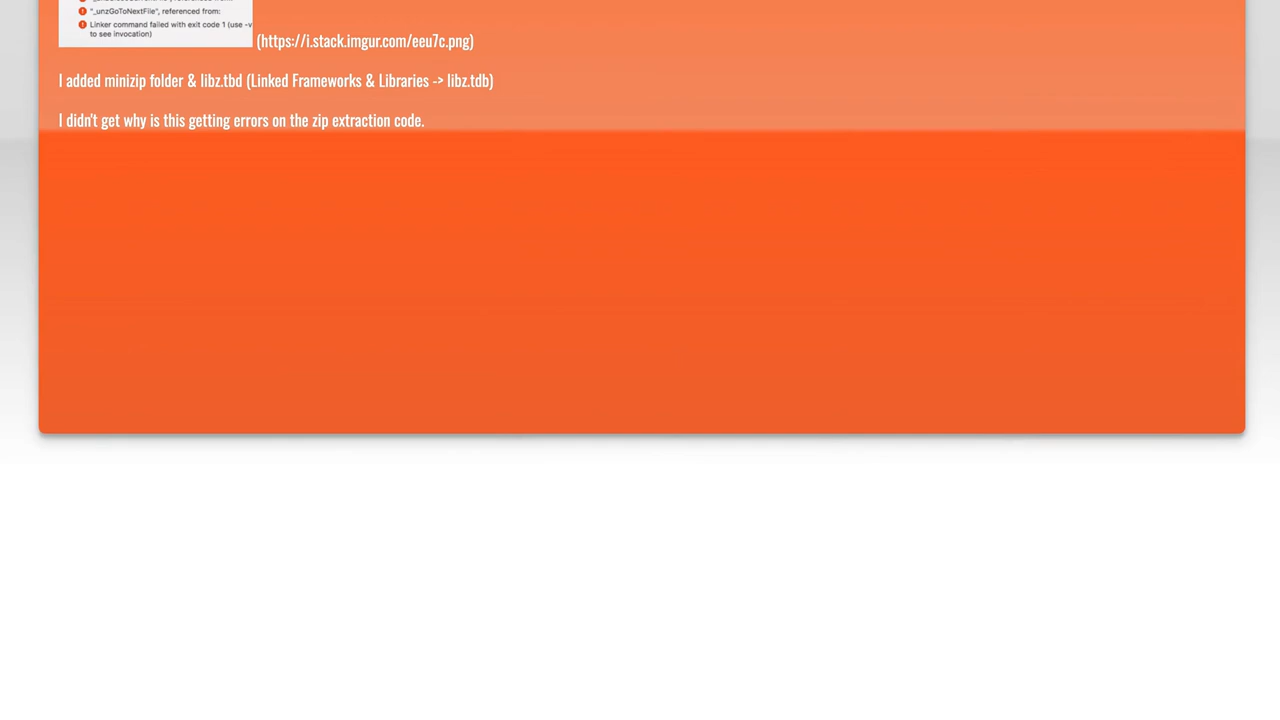 "_unzGoToNextFile", referenced from:
Linker command failed with exit code 1 (use -v
to see invocation)
(https://i.stack.imgur.com/eeu7c.png)
I added minizip folder & libz.tbd (Linked Frameworks & Libraries -> libz.tdb)
I didn't get why is this getting errors on the zip extraction code.